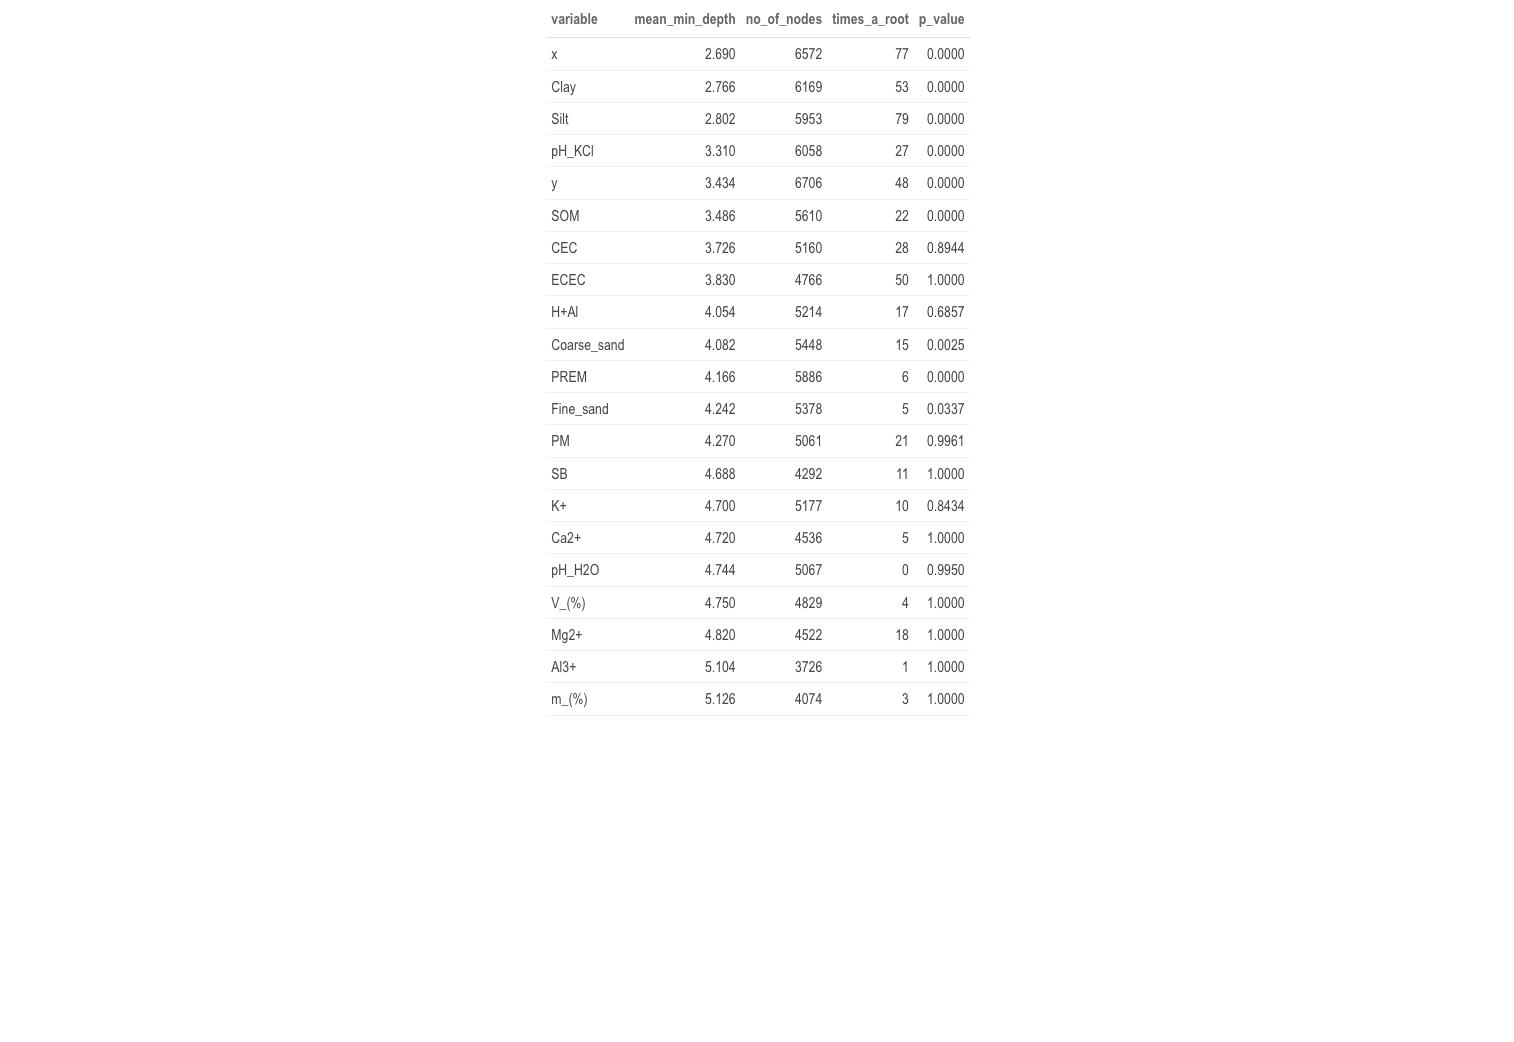 variable mean_min_depth no_of_nodes times_a_root p_value
x 2.690 6572 77 0.0000
Clay 2.766 6169 53 0.0000
Silt 2.802 5953 79 0.0000
pH_KCl 3.310 6058 27 0.0000
y 3.434 6706 48 0.0000
SOM 3.486 5610 22 0.0000
CEC 3.726 5160 28 0.8944
ECEC 3.830 4766 50 1.0000
H+Al 4.054 5214 17 0.6857
Coarse_sand 4.082 5448 15 0.0025
PREM 4.166 5886 6 0.0000
Fine_sand 4.242 5378 5 0.0337
PM 4.270 5061 21 0.9961
SB 4.688 4292 11 1.0000
K+ 4.700 5177 10 0.8434
Ca2+ 4.720 4536 5 1.0000
pH_H2O 4.744 5067 0 0.9950
V_(%) 4.750 4829 4 1.0000
Mg2+ 4.820 4522 18 1.0000
Al3+ 5.104 3726 1 1.0000
m_(%) 5.126 4074 3 1.0000